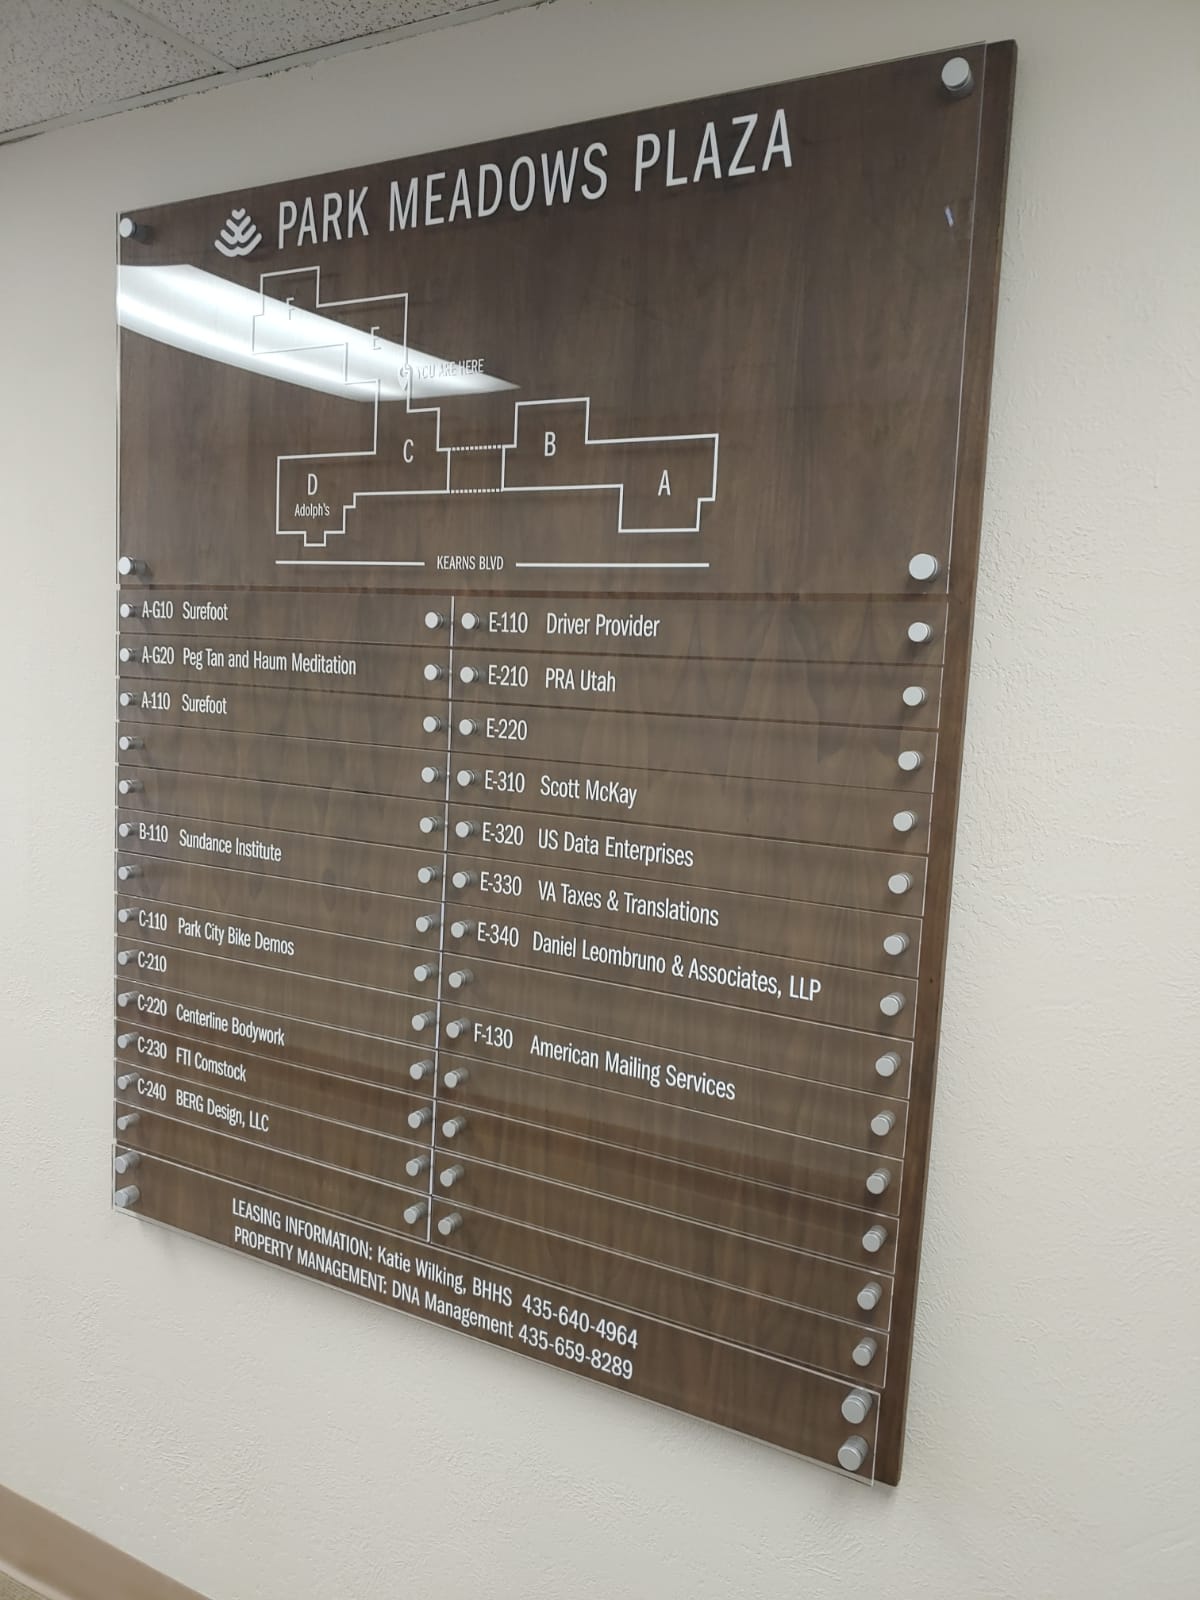 PARK MEADOWS PLAZA
F
E
YOU ARE HERE
C
B
D
A
Adolph's
KEARNS BLVD
A-G10 Surefoot
A-G20 Peg Tan and Haum Meditation
A-110 Surefoot
B-110 Sundance Institute
C-110 Park City Bike Demos
C-210
C-220 Centerline Bodywork
C-230 FTI Comstock
C-240 BERG Design, LLC
E-110 Driver Provider
E-210 PRA Utah
E-220
E-310 Scott McKay
E-320 US Data Enterprises
E-330 VA Taxes & Translations
E-340 Daniel Leombruno & Associates, LLP
F-130 American Mailing Services
LEASING INFORMATION: Katie Wilking, BHHS 435-640-4964
PROPERTY MANAGEMENT: DNA Management 435-659-8289